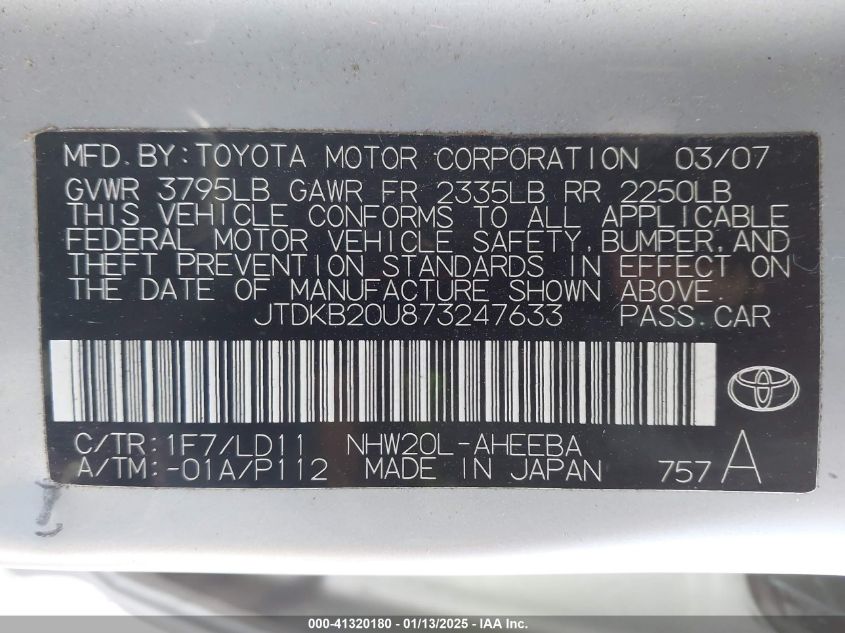 MFD. BY: TOYOTA MOTOR CORPORATION 03/07
GVWR 3795LB GAWR FR 2335LB RR 2250LB
THIS VEHICLE CONFORMS TO ALL APPLICABLE
FEDERAL MOTOR VEHICLE SAFETY, BUMPER, AND
THEFT PREVENTION STANDARDS IN EFFECT ON
THE DATE OF MANUFACTURE SHOWN ABOVE.
JTDKB20U873247633 PASS. CAR
C/TR: 1F7/LD11 NHW20L-AHEEBA
A/TM: -01A/P112 MADE IN JAPAN 757 A
000-41320180 - 01/13/2025 - IAA Inc.